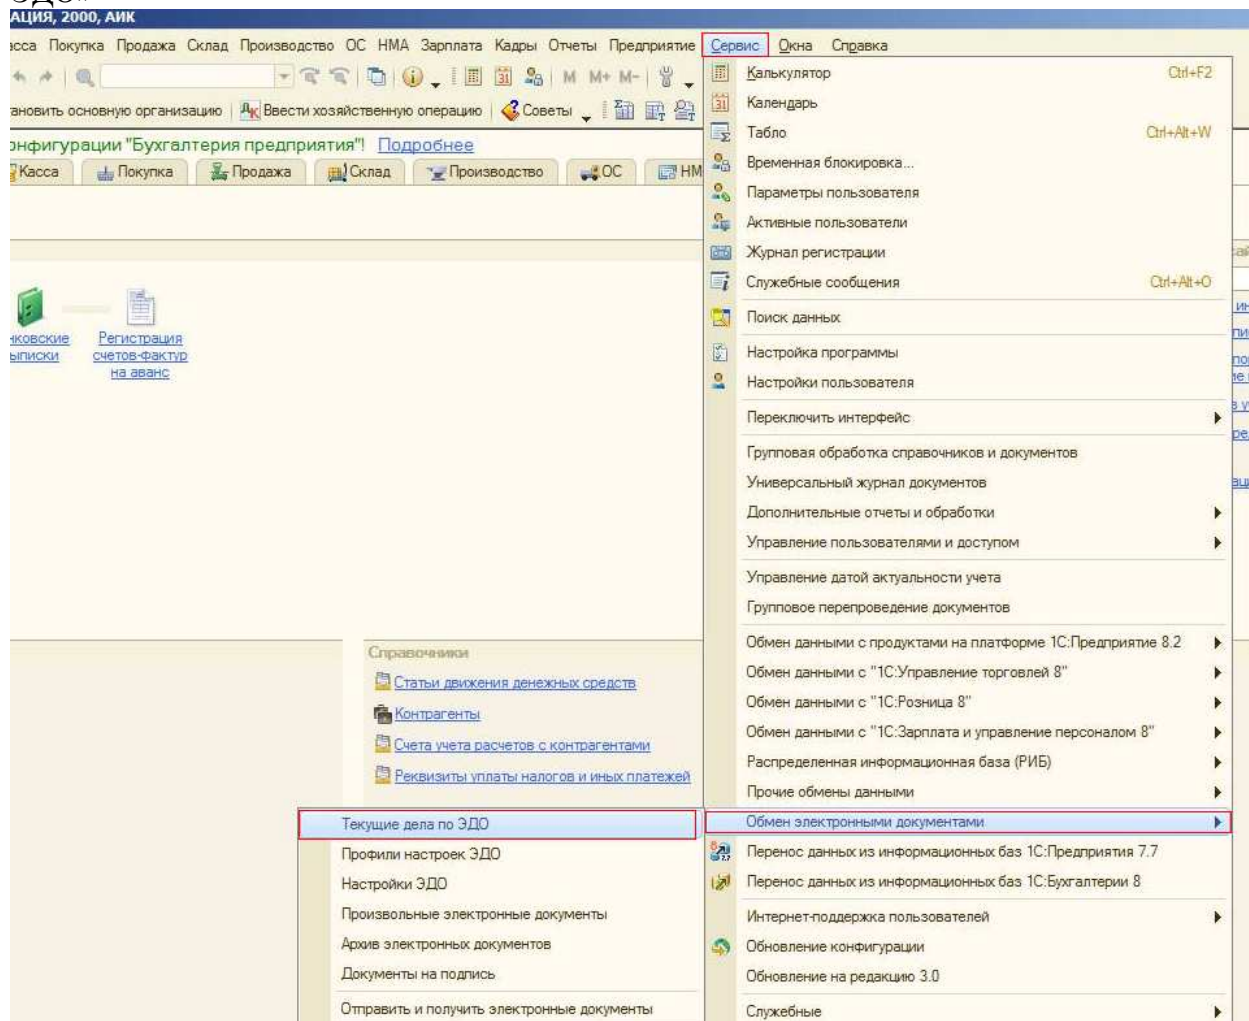 ЭДО»
АЦИЯ, 2000, АИК
асса Покупка Продажа Склад Производство ОС НМА Зарплата Кадры Отчеты Предприятие Сервис Окна Справка
M M+ M-
ановить основную организацию Ввести хозяйственную операцию Советы
онфигурации "Бухгалтерия предприятия"! Подробнее
Касса Покупка Продажа Склад Производство ОС НМ
нковские
ыписки
Регистрация
счетов-фактур
на аванс
Справочники
Статьи движения денежных средств
Контрагенты
Счета учета расчетов с контрагентами
Реквизиты уплаты налогов и иных платежей
Калькулятор Ctrl+F2
Календарь
Табло Ctrl+Alt+W
Временная блокировка...
Параметры пользователя
Активные пользователи
Журнал регистрации
Служебные сообщения Ctrl+Alt+O
Поиск данных
Настройка программы
Настройки пользователя
Переключить интерфейс
Групповая обработка справочников и документов
Универсальный журнал документов
Дополнительные отчеты и обработки
Управление пользователями и доступом
Управление датой актуальности учета
Групповое перепроведение документов
Обмен данными с продуктами на платформе 1С:Предприятие 8.2
Обмен данными с "1С:Управление торговлей 8"
Обмен данными с "1С:Розница 8"
Обмен данными с "1С:Зарплата и управление персоналом 8"
Распределенная информационная база (РИБ)
Прочие обмены данными
Обмен электронными документами
Перенос данных из информационных баз 1С:Предприятия 7.7
Перенос данных из информационных баз 1С:Бухгалтерии 8
Интернет-поддержка пользователей
Обновление конфигурации
Обновление на редакцию 3.0
Служебные
Текущие дела по ЭДО
Профили настроек ЭДО
Настройки ЭДО
Произвольные электронные документы
Архив электронных документов
Документы на подпись
Отправить и получить электронные документы